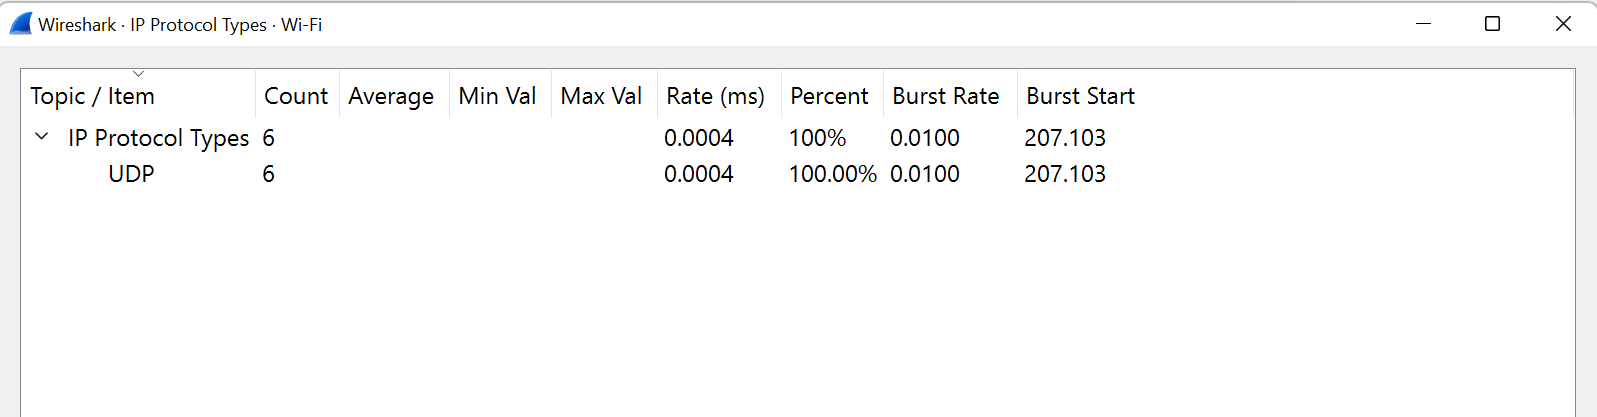 Wireshark · IP Protocol Types · Wi-Fi
Topic / Item Count Average Min Val Max Val Rate (ms) Percent Burst Rate Burst Start
IP Protocol Types 6 0.0004 100% 0.0100 207.103
UDP 6 0.0004 100.00% 0.0100 207.103